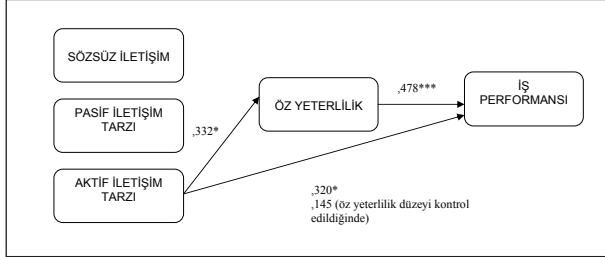 SÖZSÜZ İLETİŞİM
PASİF İLETİŞİM
TARZI
AKTİF İLETİŞİM
TARZI
,332*
ÖZ YETERLİLİK
,478***
İŞ
PERFORMANSI
,320*
,145 (öz yeterlilik düzeyi kontrol
edildiğinde)